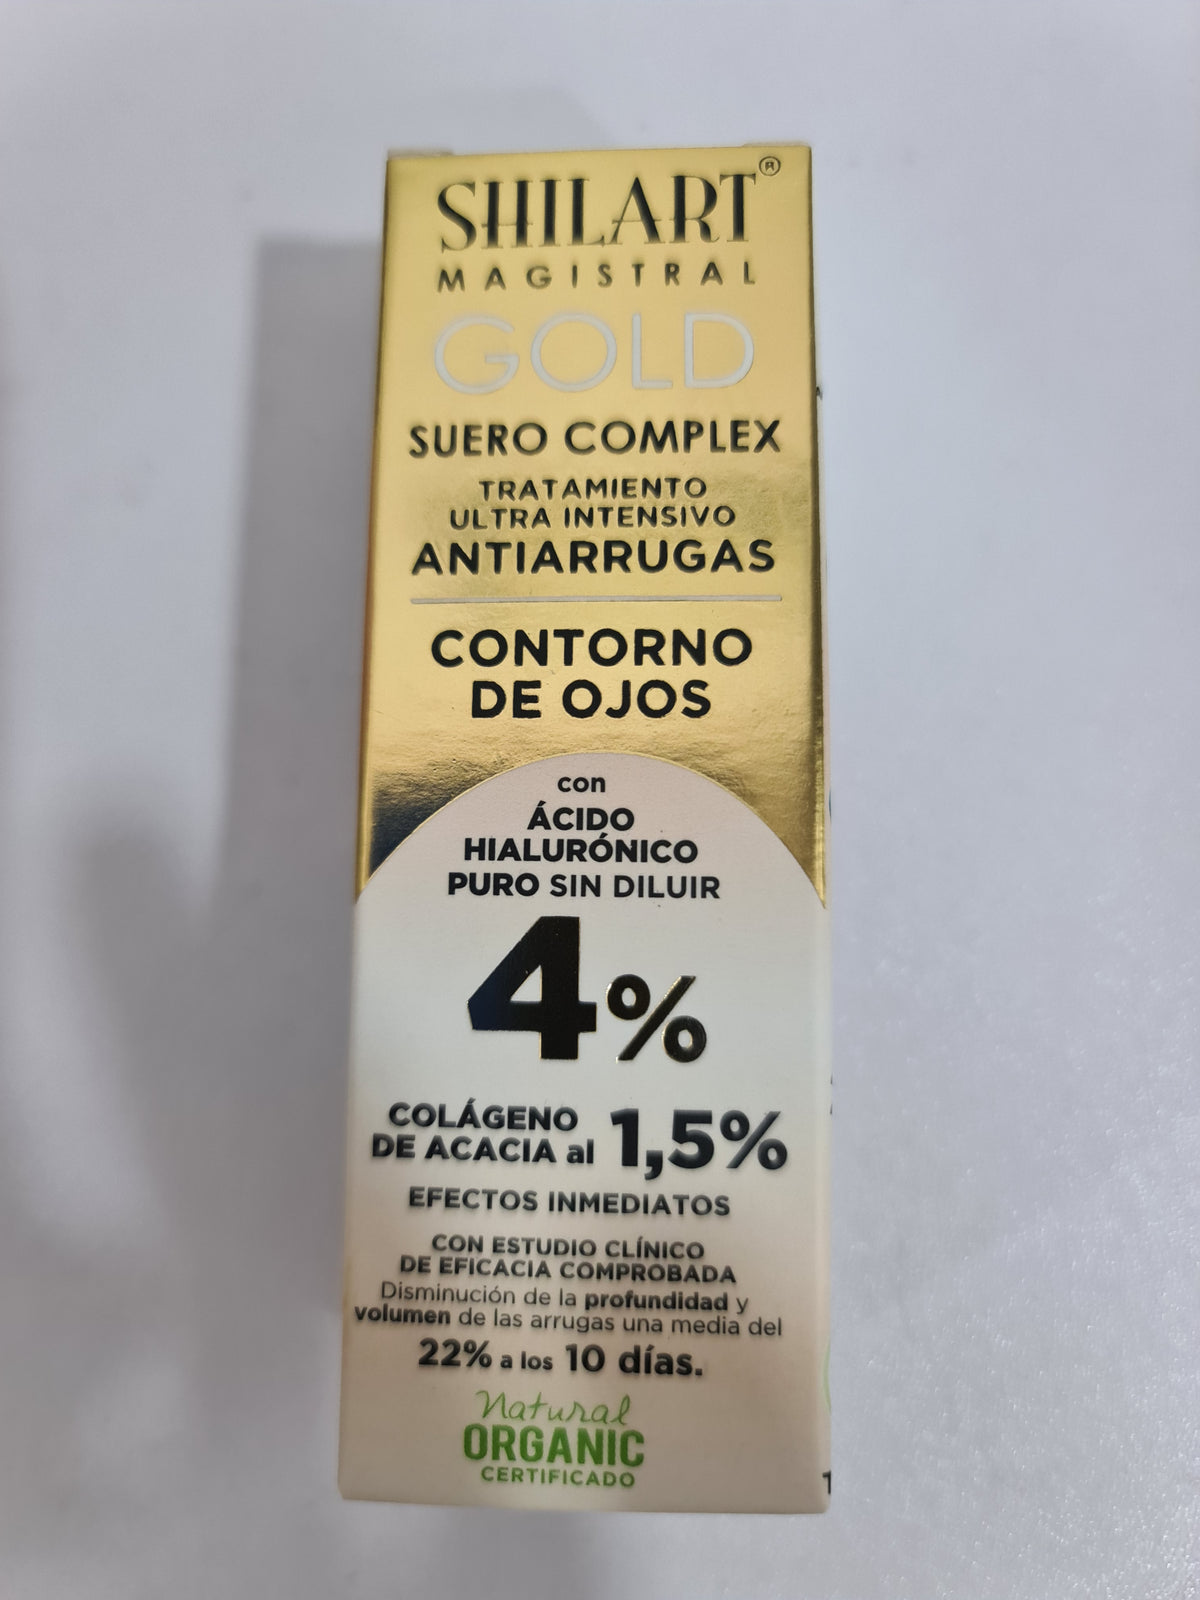 SHILART®
MAGISTRAL
GOLD
SUERO COMPLEX
TRATAMIENTO
ULTRA INTENSIVO
ANTIARRUGAS
CONTORNO
DE OJOS
con
ÁCIDO
HIALURÓNICO
PURO SIN DILUIR
4%
COLÁGENO
DE ACACIA al 1,5%
EFECTOS INMEDIATOS
CON ESTUDIO CLÍNICO
DE EFICACIA COMPROBADA
Disminución de la profundidad y
volumen de las arrugas una media del
22% a los 10 días.
Natural
ORGANIC
CERTIFICADO